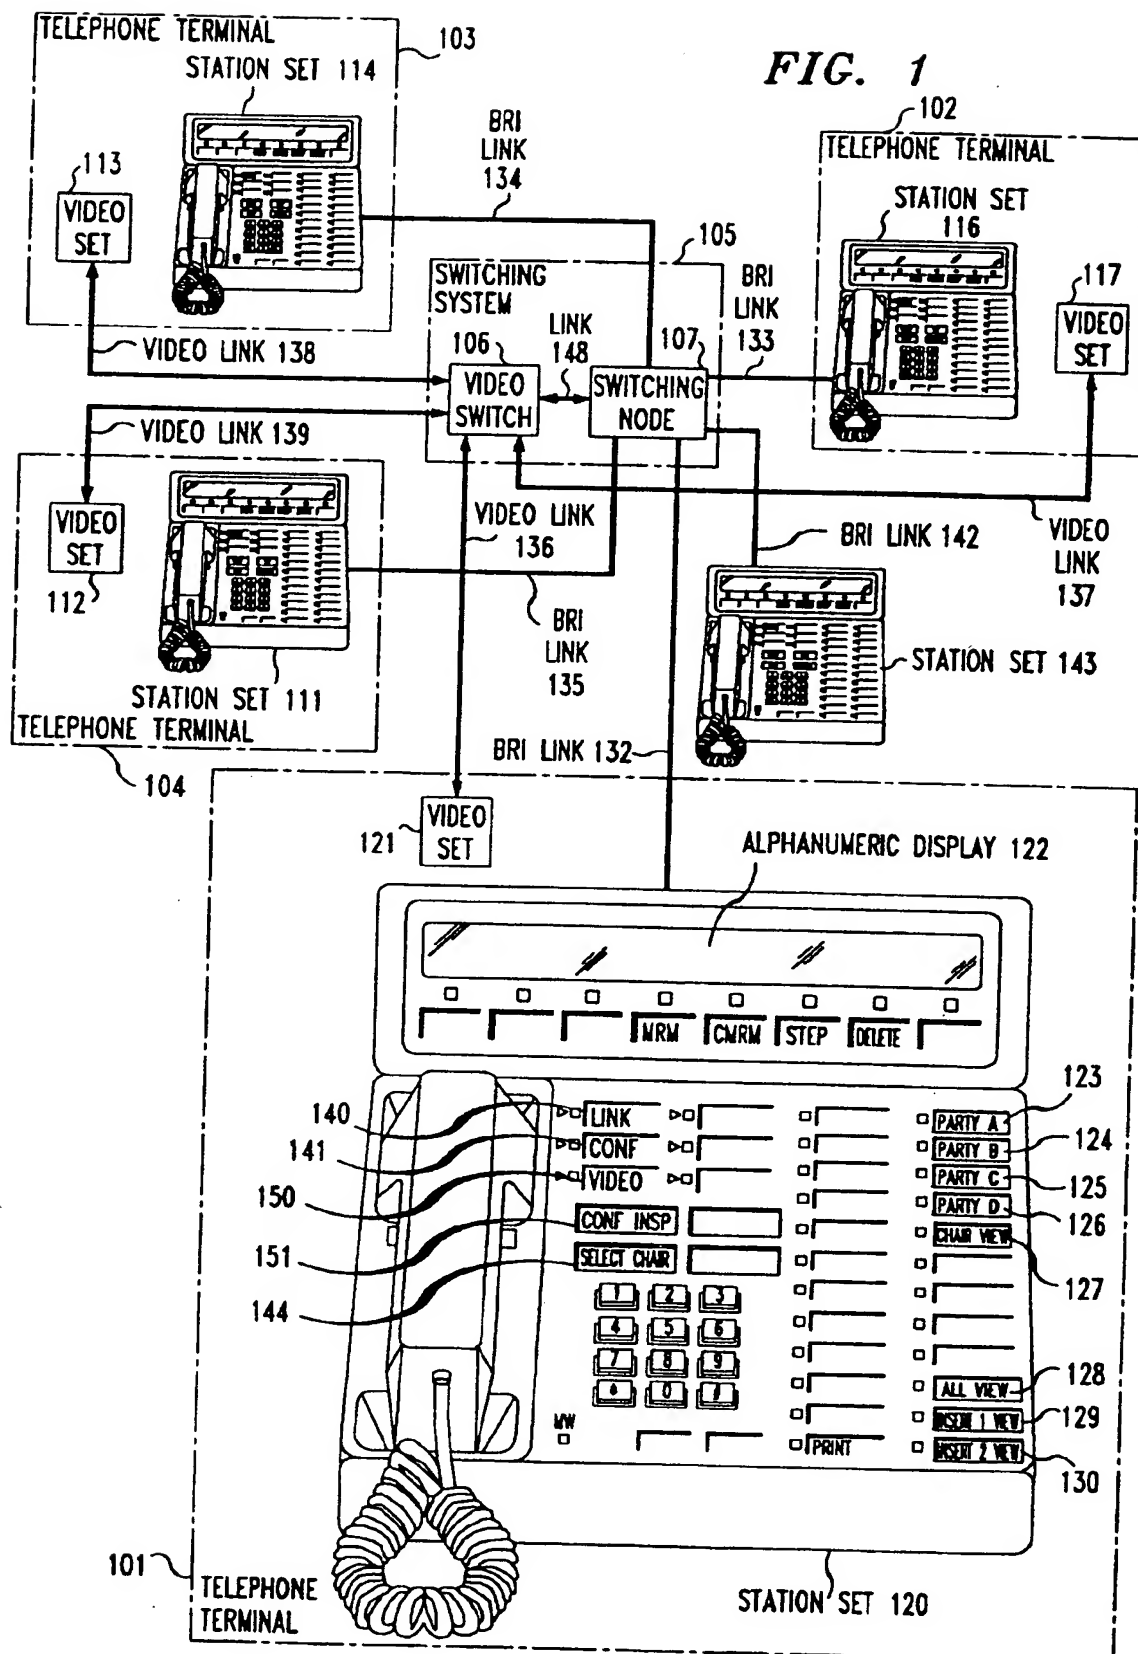 FIG. 1
TELEPHONE TERMINAL
103
STATION SET 114
113
VIDEO
SET
BRI
LINK
134
102
TELEPHONE TERMINAL
STATION SET
116
117
VIDEO
SET
105
SWITCHING
SYSTEM
106
VIDEO
SWITCH
LINK
148
107
SWITCHING
NODE
BRI
LINK
133
VIDEO LINK 138
VIDEO LINK 139
VIDEO
SET
112
STATION SET 111
TELEPHONE TERMINAL
104
VIDEO LINK
136
BRI
LINK
135
BRI LINK 142
VIDEO
LINK
137
STATION SET 143
BRI LINK 132
121
VIDEO
SET
ALPHANUMERIC DISPLAY 122
MRM
CMRM
STEP
DELETE
140
LINK
141
CONF
150
VIDEO
151
CONF INSP
144
SELECT CHAIR
1 2 3
4 5 6
7 8 9
* 0 #
MW
PRINT
PARTY A
123
PARTY B
124
PARTY C
125
PARTY D
126
CHAIR VIEW
127
ALL VIEW
128
INSERT 1 VIEW
129
INSERT 2 VIEW
130
101
TELEPHONE
TERMINAL
STATION SET 120